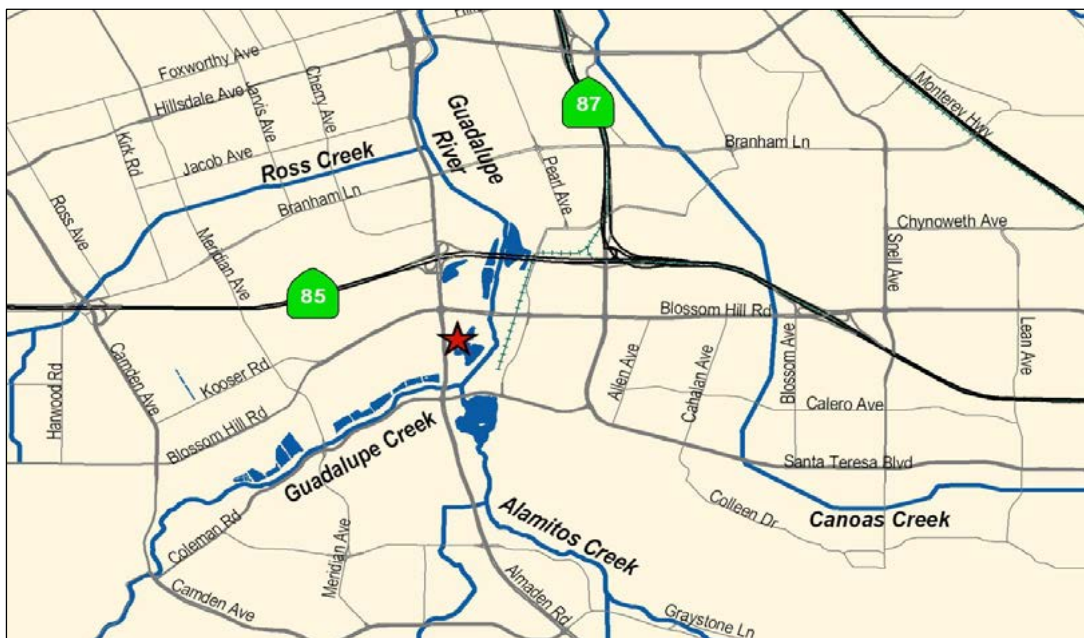 Foxworthy Ave
Hillsdale Ave
Jarvis Ave
Cherry Ave
Kirk Rd
Jacob Ave
Ross Creek
Branham Ln
Ross Ave
Meridian Ave
Guadalupe
River
87
Pearl Ave
Branham Ln
Monterey Hwy
Chynoweth Ave
Snell Ave
85
Blossom Hill Rd
Lean Ave
Camden Ave
Harwood Rd
Kooser Rd
Blossom Hill Rd
Allen Ave
Cahalan Ave
Blossom Ave
Calero Ave
Guadalupe Creek
Santa Teresa Blvd
Coleman Rd
Meridian Ave
Alamitos Creek
Colleen Dr
Canoas Creek
Camden Ave
Almaden Rd
Graystone Ln